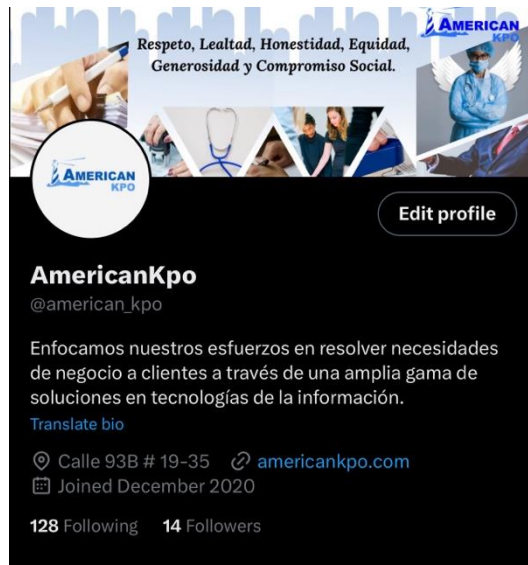 AMERICAN
KPO
Respeto, Lealtad, Honestidad, Equidad,
Generosidad y Compromiso Social.
AMERICAN
KPO
Edit profile
AmericanKpo
@american_kpo
Enfocamos nuestros esfuerzos en resolver necesidades
de negocio a clientes a través de una amplia gama de
soluciones en tecnologías de la información.
Translate bio
Calle 93B # 19-35 americankpo.com
Joined December 2020
128 Following 14 Followers